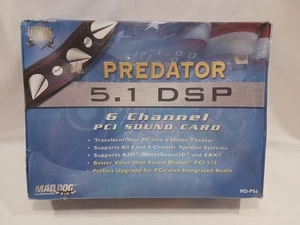 PREDATOR
5.1 DSP
6 Channel
PCI SOUND CARD
• Transform Your PC into a Home Theater
• Supports All 6 and 4 Channel Speaker Systems
• Supports A3D, DirectSound3D and EAX
• Better Value than Sound Blaster PCI 512
• Perfect Upgrade for PCs with Integrated Audio
MAD DOG
MD-P56